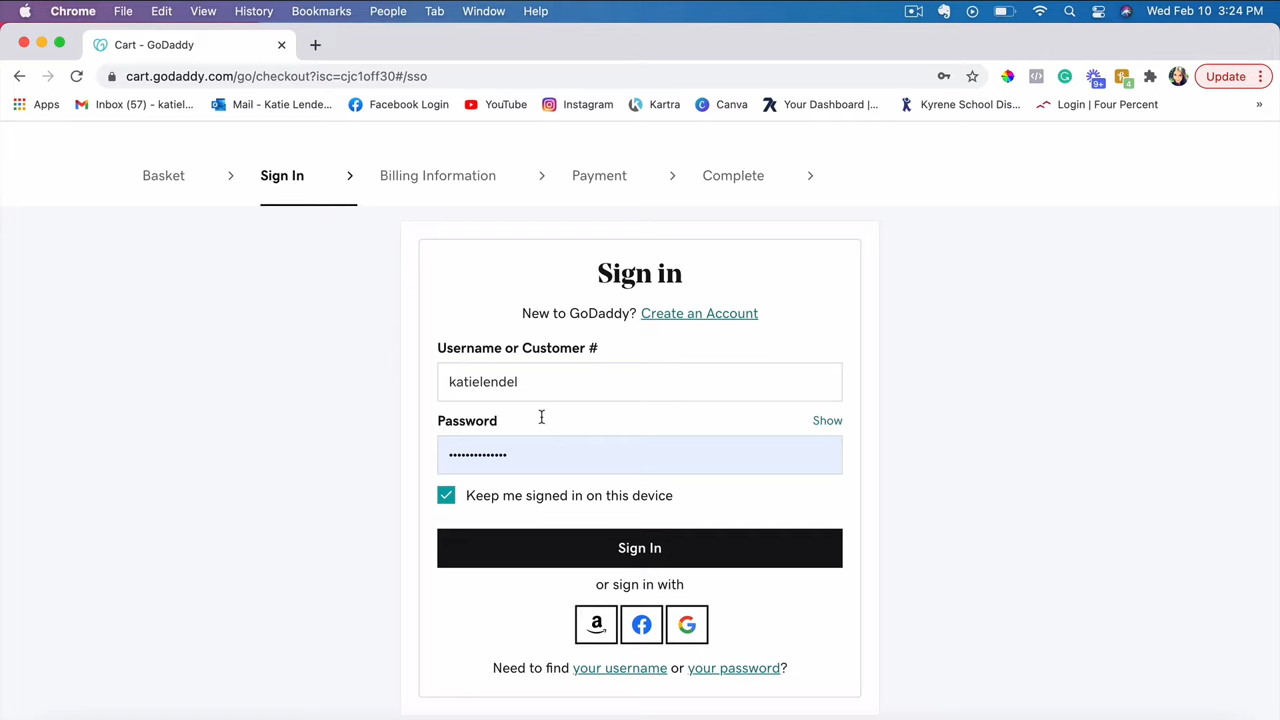 Chrome File Edit View History Bookmarks People Tab Window Help Wed Feb 10 3:24 PM
Cart - GoDaddy
cart.godaddy.com/go/checkout?isc=cjc1off30#/sso Update
Apps Inbox (57) - katiel... Mail - Katie Lende... Facebook Login YouTube Instagram Kartra Canva Your Dashboard |... Kyrene School Dis... Login | Four Percent »
9+ 4
Basket Sign In Billing Information Payment Complete
Sign in
New to GoDaddy? Create an Account
Username or Customer #
katielendel
Password Show
••••••••••••••
Keep me signed in on this device
Sign In
or sign in with
Need to find your username or your password?